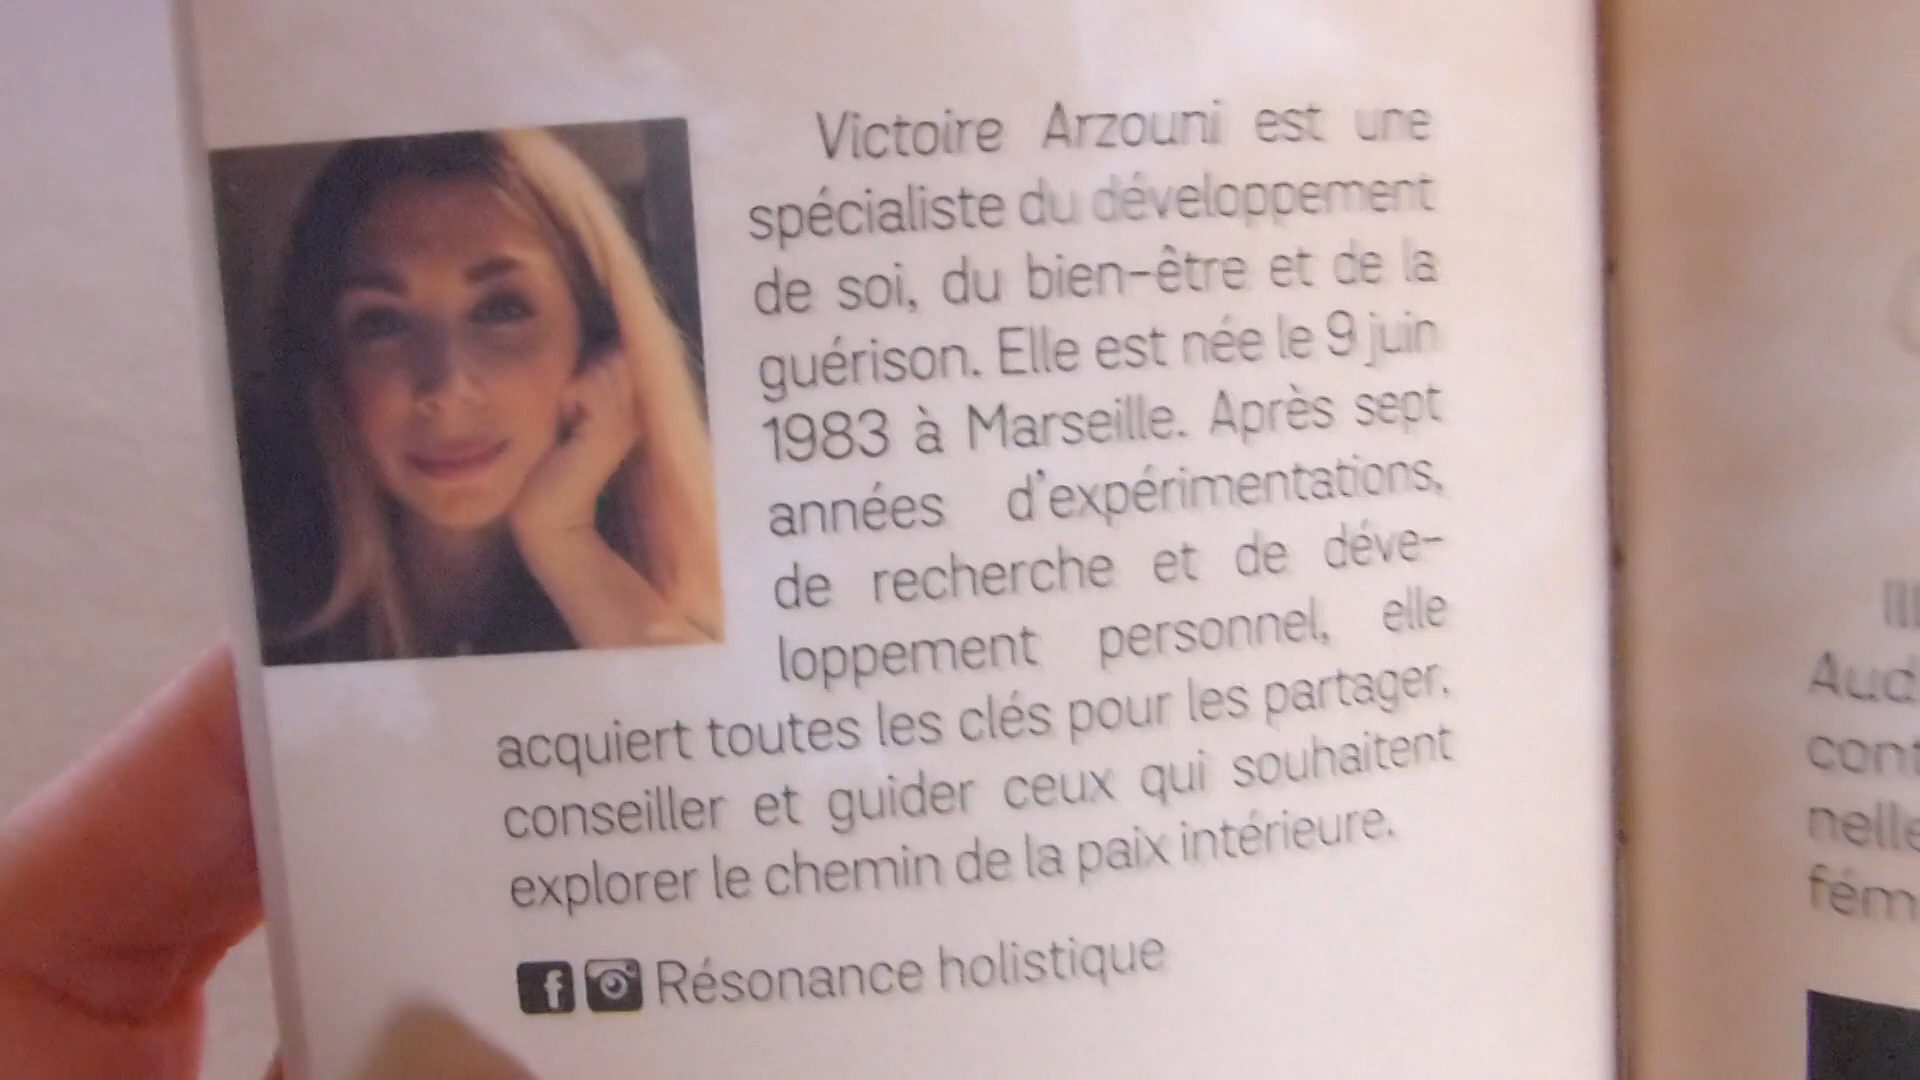 Victoire Arzouni est une
spécialiste du développement
de soi, du bien-être et de la
guérison. Elle est née le 9 juin
1983 à Marseille. Après sept
années d'expérimentations,
de recherche et de déve-
loppement personnel, elle
acquiert toutes les clés pour les partager,
conseiller et guider ceux qui souhaitent
explorer le chemin de la paix intérieure.
Résonance holistique